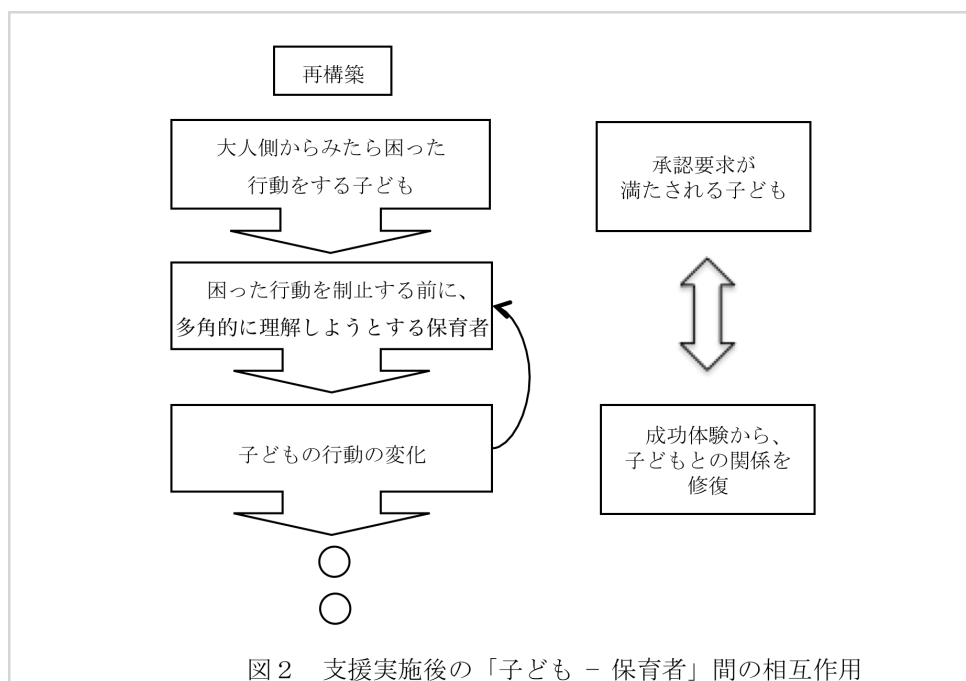 再構築
大人側からみたら困った
行動をする子ども
困った行動を制止する前に、
多角的に理解しようとする保育者
子どもの行動の変化
承認要求が
満たされる子ども
成功体験から、
子どもとの関係を
修復
図２　支援実施後の「子ども － 保育者」間の相互作用